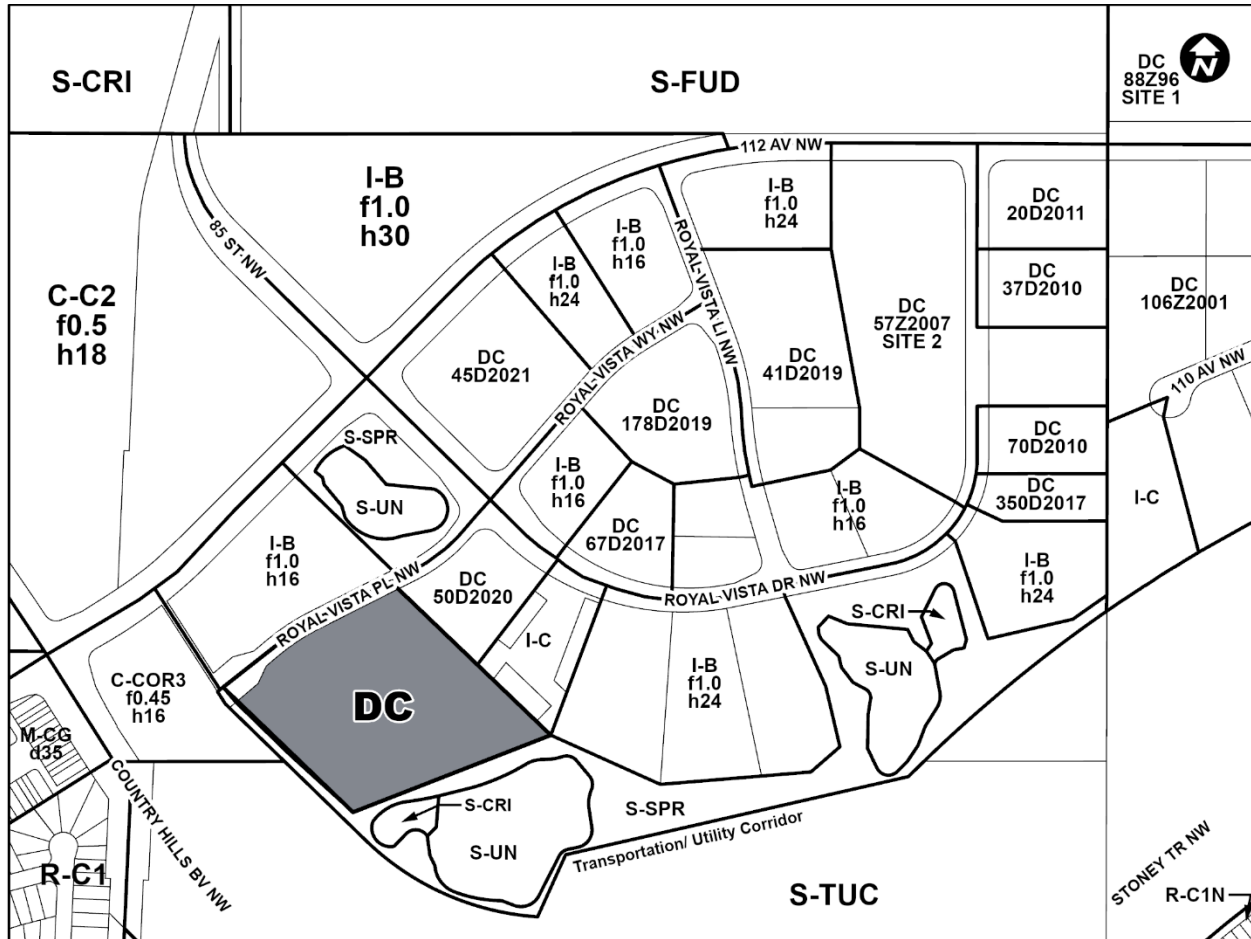 S-CRI
S-FUD
DC
88Z96
SITE 1
N
112 AV NW
I-B
f1.0
h30
85 ST NW
C-C2
f0.5
h18
I-B
f1.0
h24
I-B
f1.0
h16
ROYAL VISTA LI NW
I-B
f1.0
h24
DC
20D2011
DC
37D2010
DC
106Z2001
DC
57Z2007
SITE 2
110 AV NW
DC
45D2021
ROYAL VISTA WY NW
DC
41D2019
DC
178D2019
DC
70D2010
S-SPR
S-UN
I-B
f1.0
h16
I-B
f1.0
h16
DC
350D2017
I-C
DC
67D2017
I-B
f1.0
h16
ROYAL VISTA PL NW
DC
50D2020
ROYAL VISTA DR NW
I-B
f1.0
h24
S-CRI
I-C
S-UN
I-B
f1.0
h24
C-COR3
f0.45
h16
DC
M-CG
d35
COUNTRY HILLS BV NW
S-CRI
S-SPR
S-UN
Transportation/ Utility Corridor
R-C1
S-TUC
STONEY TR NW
R-C1N